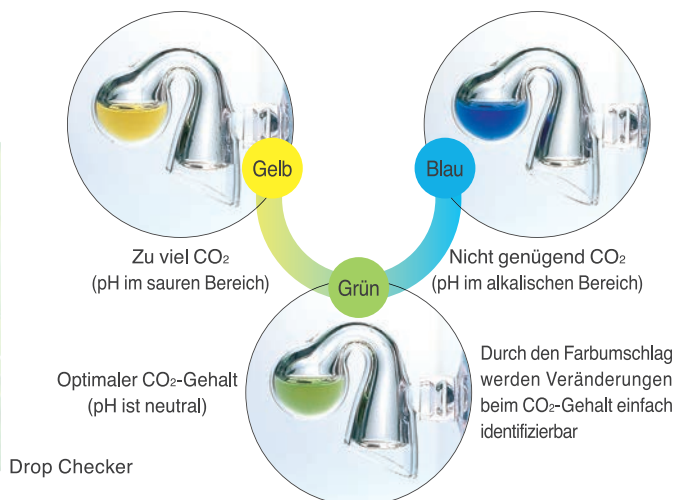 Gelb
Blau
Zu viel CO₂
(pH im sauren Bereich)
Nicht genügend CO₂
(pH im alkalischen Bereich)
Grün
Optimaler CO₂-Gehalt
(pH ist neutral)
Durch den Farbumschlag
werden Veränderungen
beim CO₂-Gehalt einfach
identifizierbar
Drop Checker